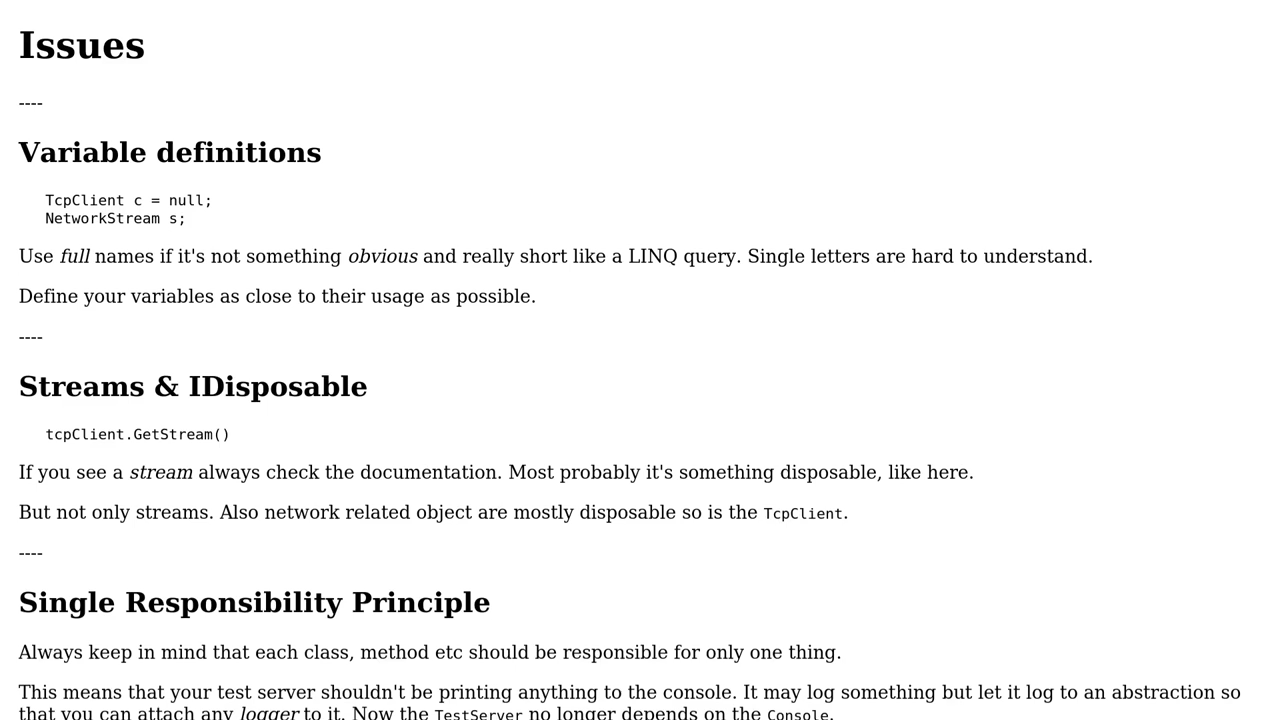 Issues
----
Variable definitions
TcpClient c = null;
NetworkStream s;
Use full names if it's not something obvious and really short like a LINQ query. Single letters are hard to understand.
Define your variables as close to their usage as possible.
----
Streams & IDisposable
tcpClient.GetStream()
If you see a stream always check the documentation. Most probably it's something disposable, like here.
But not only streams. Also network related object are mostly disposable so is the TcpClient.
----
Single Responsibility Principle
Always keep in mind that each class, method etc should be responsible for only one thing.
This means that your test server shouldn't be printing anything to the console. It may log something but let it log to an abstraction so
that you can attach any logger to it. Now the TestServer no longer depends on the Console.